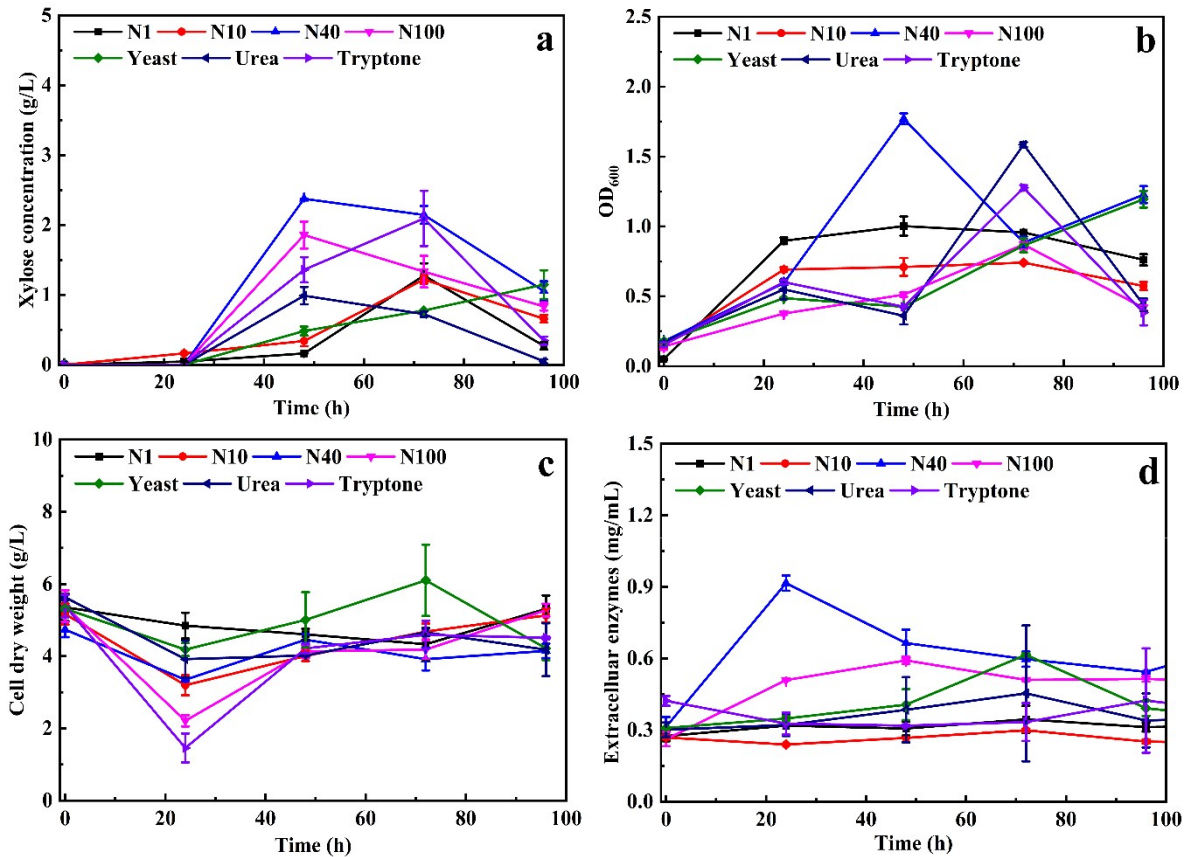 a
N1 N10 N40 N100
Yeast Urea Tryptone
Xylose concentration (g/L)
5
4
3
2
1
0
0 20 40 60 80 100
Timc (h)
b
N1 N10 N40 N100
Yeast Urea Tryptone
OD600
2.5
2.0
1.5
1.0
0.5
0.0
0 20 40 60 80 100
Time (h)
c
N1 N10 N40 N100
Yeast Urea Tryptone
Cell dry weight (g/L)
10
8
6
4
2
0
0 20 40 60 80 100
Time (h)
d
N1 N10 N40 N100
Yeast Urea Tryptone
Extracelluar enzymes (mg/mL)
1.5
1.2
0.9
0.6
0.3
0.0
0 20 40 60 80 100
Time (h)